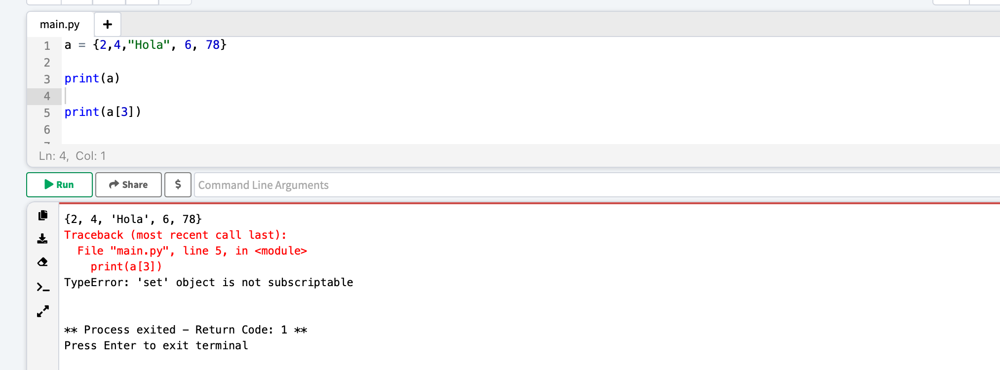 main.py +
1 a = {2,4,"Hola", 6, 78}
2
3 print(a)
4
5 print(a[3])
6
Ln: 4, Col: 1
Run Share $ Command Line Arguments
{2, 4, 'Hola', 6, 78}
Traceback (most recent call last):
  File "main.py", line 5, in <module>
    print(a[3])
TypeError: 'set' object is not subscriptable
** Process exited - Return Code: 1 **
Press Enter to exit terminal